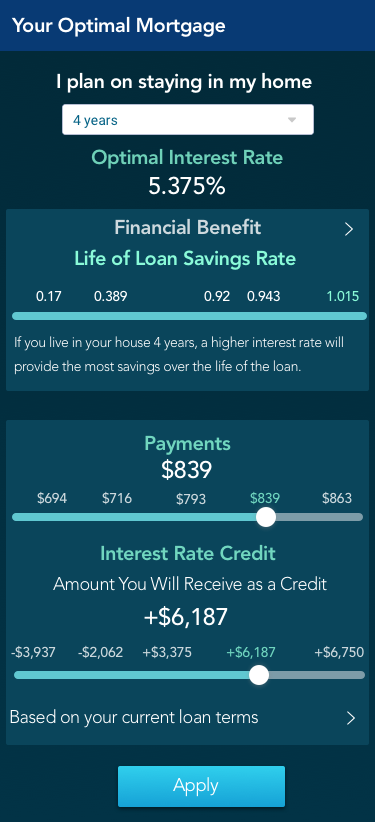 Your Optimal Mortgage
I plan on staying in my home
4 years
Optimal Interest Rate
5.375%
Financial Benefit
Life of Loan Savings Rate
0.17 0.389 0.92 0.943 1.015
If you live in your house 4 years, a higher interest rate will
provide the most savings over the life of the loan.
Payments
$839
$694 $716 $793 $839 $863
Interest Rate Credit
Amount You Will Receive as a Credit
+$6,187
-$3,937 -$2,062 +$3,375 +$6,187 +$6,750
Based on your current loan terms
Apply